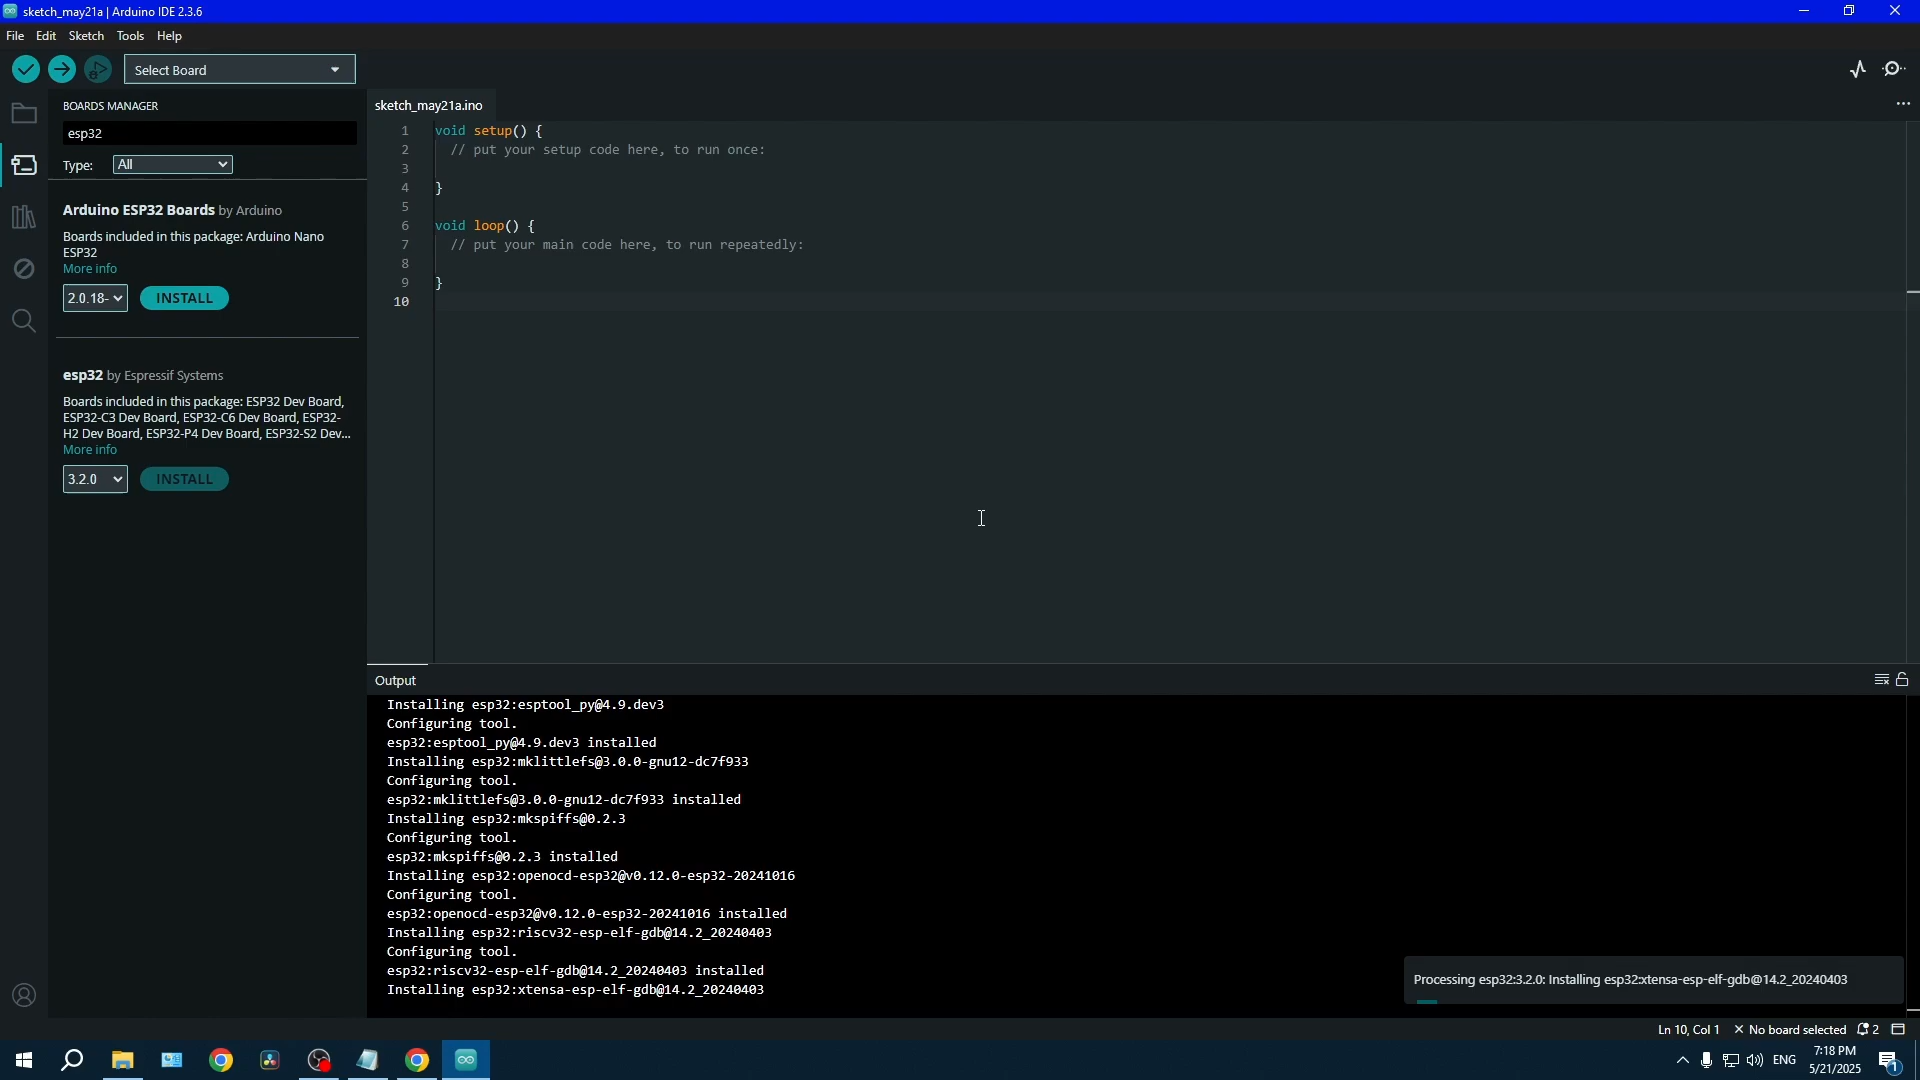 sketch_may21a | Arduino IDE 2.3.6
File Edit Sketch Tools Help
Select Board
BOARDS MANAGER
esp32
Type: All
Arduino ESP32 Boards by Arduino
Boards included in this package: Arduino Nano
ESP32
More info
2.0.18- INSTALL
esp32 by Espressif Systems
Boards included in this package: ESP32 Dev Board,
ESP32-C3 Dev Board, ESP32-C6 Dev Board, ESP32-
H2 Dev Board, ESP32-P4 Dev Board, ESP32-S2 Dev...
More info
3.2.0 INSTALL
sketch_may21a.ino
1 void setup() {
2 // put your setup code here, to run once:
3
4 }
5
6 void loop() {
7 // put your main code here, to run repeatedly:
8
9 }
10
Output
Installing esp32:esptool_py@4.9.dev3
Configuring tool.
esp32:esptool_py@4.9.dev3 installed
Installing esp32:mklittlefs@3.0.0-gnu12-dc7f933
Configuring tool.
esp32:mklittlefs@3.0.0-gnu12-dc7f933 installed
Installing esp32:mkspiffs@0.2.3
Configuring tool.
esp32:mkspiffs@0.2.3 installed
Installing esp32:openocd-esp32@v0.12.0-esp32-20241016
Configuring tool.
esp32:openocd-esp32@v0.12.0-esp32-20241016 installed
Installing esp32:riscv32-esp-elf-gdb@14.2_20240403
Configuring tool.
esp32:riscv32-esp-elf-gdb@14.2_20240403 installed
Installing esp32:xtensa-esp-elf-gdb@14.2_20240403
Processing esp32:3.2.0: Installing esp32:xtensa-esp-elf-gdb@14.2_20240403
Ln 10, Col 1 × No board selected 2
ENG
7:18 PM
5/21/2025
1